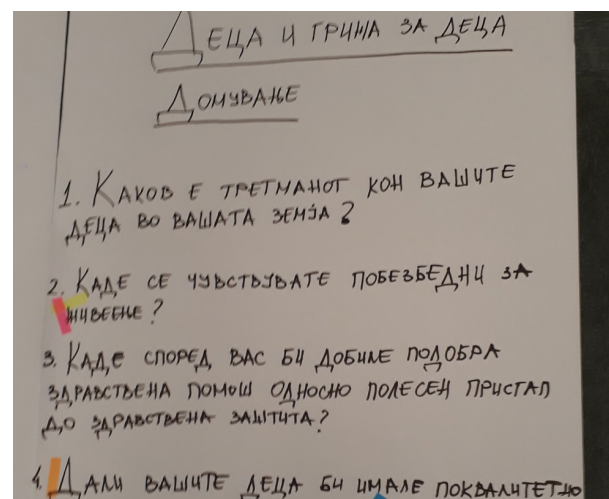 ДЕЦА И ГРИЖА ЗА ДЕЦА
ДОМУВАЊЕ
1. КАКОВ Е ТРЕТМАНОТ КОН ВАШИТЕ
ДЕЦА ВО ВАШАТА ЗЕМЈА?
2. КАДЕ СЕ ЧУВСТВУВАТЕ ПОБЕЗБЕДНИ ЗА
ЖИВЕЕЊЕ?
3. КАДЕ СПОРЕД ВАС БИ ДОБИЛЕ ПОДОБРА
ЗДРАВСТВЕНА ПОМОШ ОДНОСНО ПОЛЕСЕН ПРИСТАП
ДО ЗДРАВСТВЕНА ЗАШТИТА?
4. ДАЛИ ВАШИТЕ ДЕЦА БИ ИМАЛЕ ПОКВАЛИТЕТНО